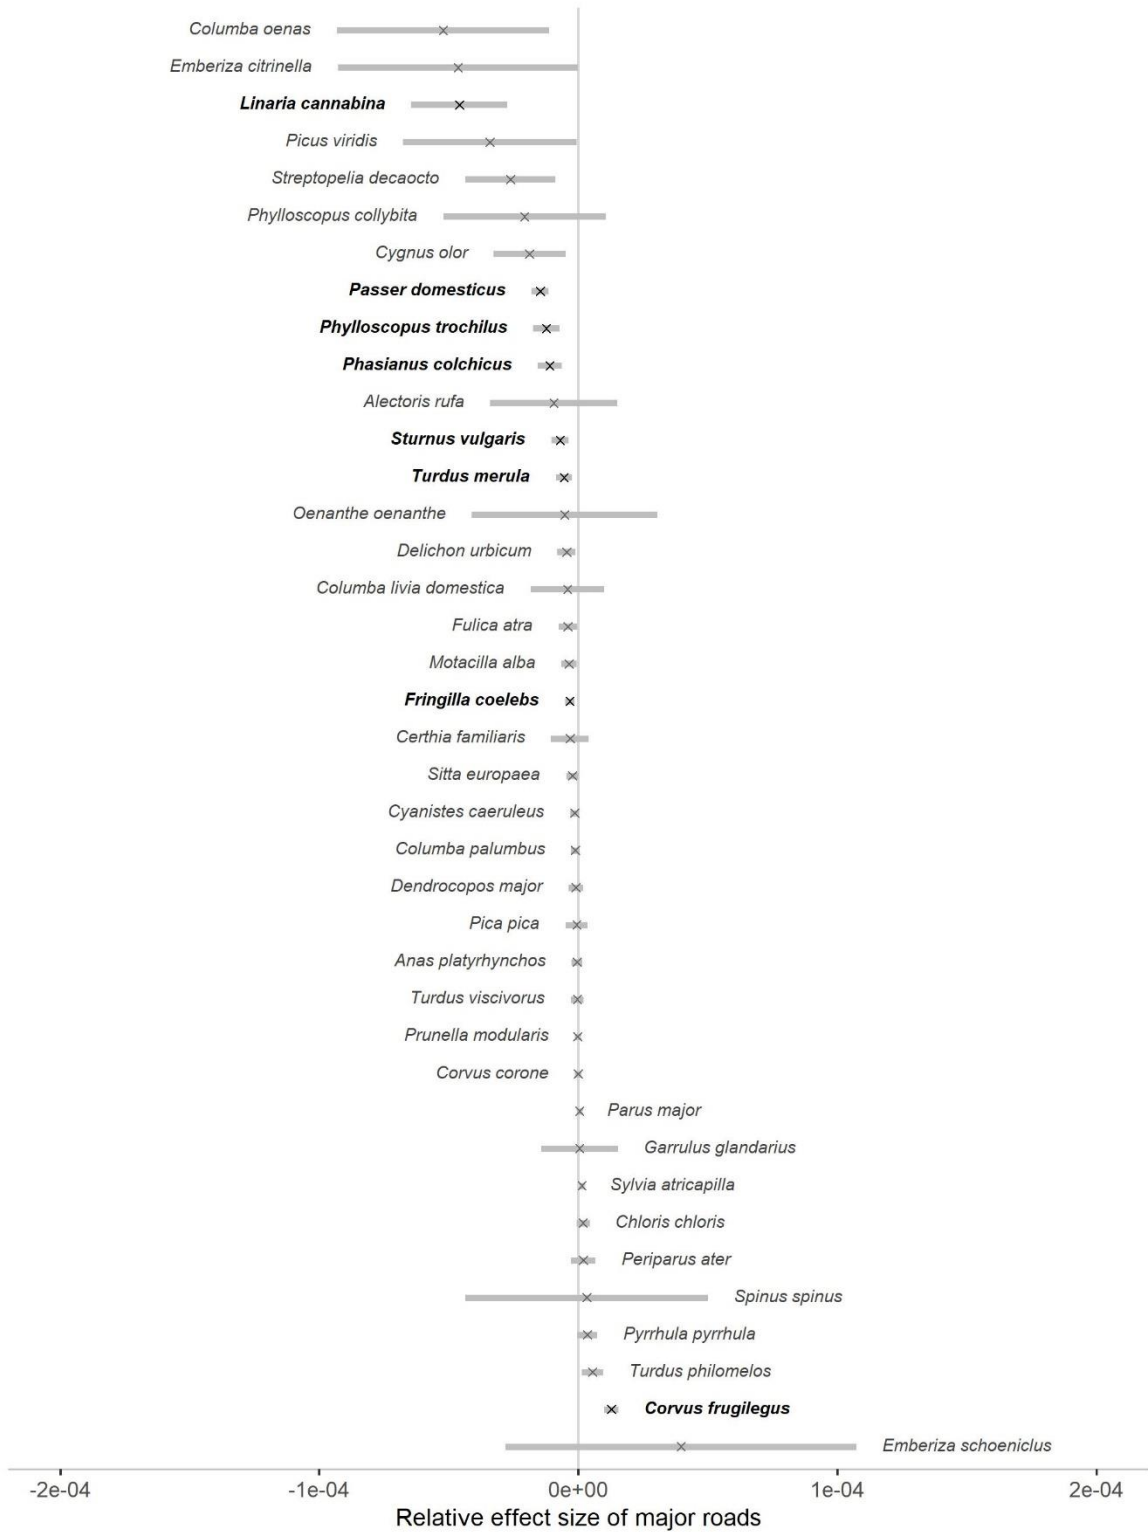 Columba oenas
Emberiza citrinella
Linaria cannabina
Picus viridis
Streptopelia decaocto
Phylloscopus collybita
Cygnus olor
Passer domesticus
Phylloscopus trochilus
Phasianus colchicus
Alectoris rufa
Sturnus vulgaris
Turdus merula
Oenanthe oenanthe
Delichon urbicum
Columba livia domestica
Fulica atra
Motacilla alba
Fringilla coelebs
Certhia familiaris
Sitta europaea
Cyanistes caeruleus
Columba palumbus
Dendrocopos major
Pica pica
Anas platyrhynchos
Turdus viscivorus
Prunella modularis
Corvus corone
Parus major
Garrulus glandarius
Sylvia atricapilla
Chloris chloris
Periparus ater
Spinus spinus
Pyrrhula pyrrhula
Turdus philomelos
Corvus frugilegus
Emberiza schoeniclus
-2e-04 -1e-04 0e+00 1e-04 2e-04
Relative effect size of major roads